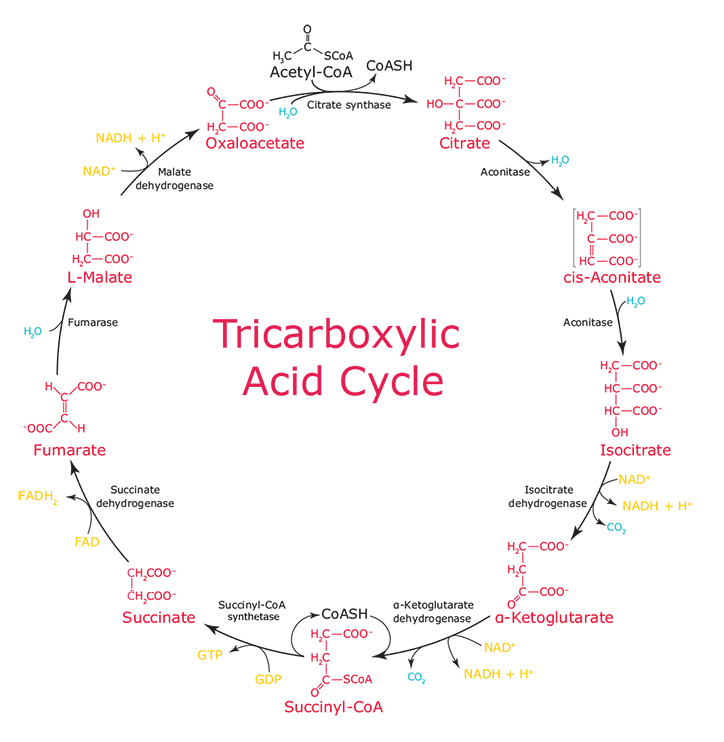 O
H₃C SCoA
Acetyl-CoA
CoASH
H₂O
Citrate synthase
O
COO⁻
H₂C COO⁻
Oxaloacetate
H₂C COO⁻
HO C COO⁻
H₂C COO⁻
Citrate
NADH + H⁺
NAD⁺
Malate
dehydrogenase
H₂O
Aconitase
OH
HC COO⁻
H₂C COO⁻
L-Malate
H₂C COO⁻
C COO⁻
HC COO⁻
cis-Aconitate
H₂O
Fumarase
H₂O
Aconitase
Tricarboxylic
Acid Cycle
H COO⁻
C
C
⁻OOC H
Fumarate
H₂C COO⁻
HC COO⁻
HC COO⁻
OH
Isocitrate
FADH₂
Succinate
dehydrogenase
FAD
Isocitrate
dehydrogenase
NAD⁺
NADH + H⁺
CO₂
CH₂COO⁻
CH₂COO⁻
Succinate
H₂C COO⁻
H₂C
C COO⁻
O
α-Ketoglutarate
Succinyl-CoA
synthetase
GTP
GDP
CoASH
α-Ketoglutarate
dehydrogenase
NAD⁺
NADH + H⁺
CO₂
H₂C COO⁻
H₂C
C SCoA
O
Succinyl-CoA